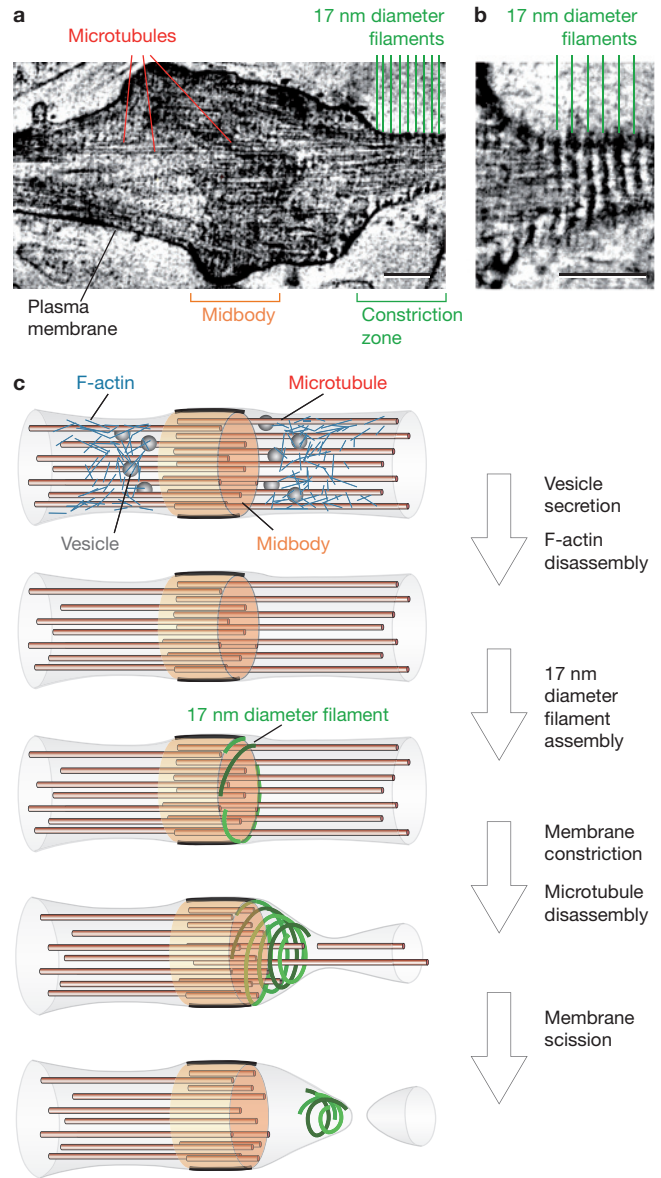 a
Microtubules
17 nm diameter
filaments
b
17 nm diameter
filaments
Plasma
membrane
Midbody
Constriction
zone
c
F-actin
Microtubule
Vesicle
Midbody
Vesicle
secretion
F-actin
disassembly
17 nm
diameter
filament
assembly
17 nm diameter filament
Membrane
constriction
Microtubule
disassembly
Membrane
scission